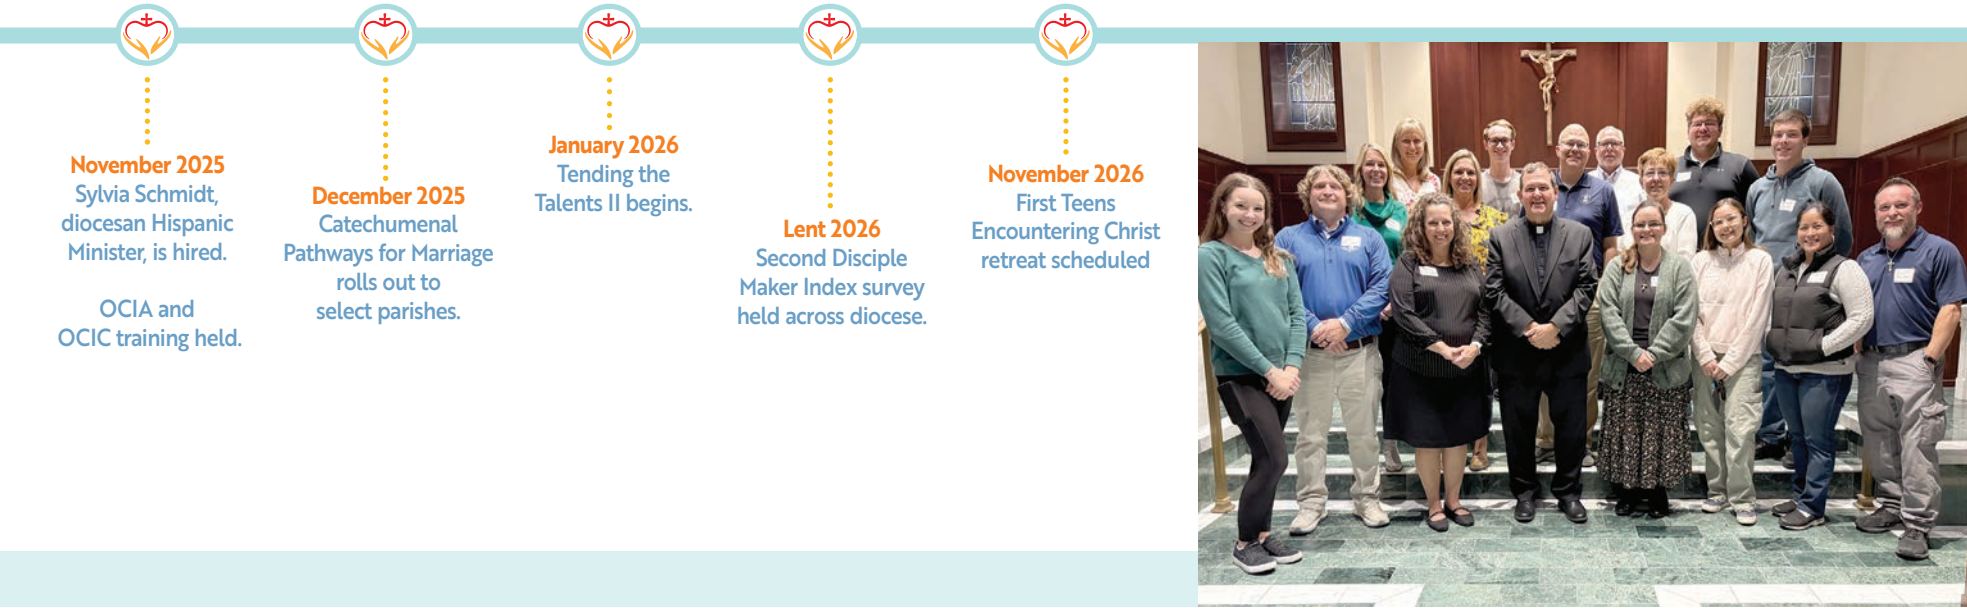 November 2025
Sylvia Schmidt,
diocesan Hispanic
Minister, is hired.
OCIA and
OCIC training held.
December 2025
Catechumenal
Pathways for Marriage
rolls out to
select parishes.
January 2026
Tending the
Talents II begins.
Lent 2026
Second Disciple
Maker Index survey
held across diocese.
November 2026
First Teens
Encountering Christ
retreat scheduled